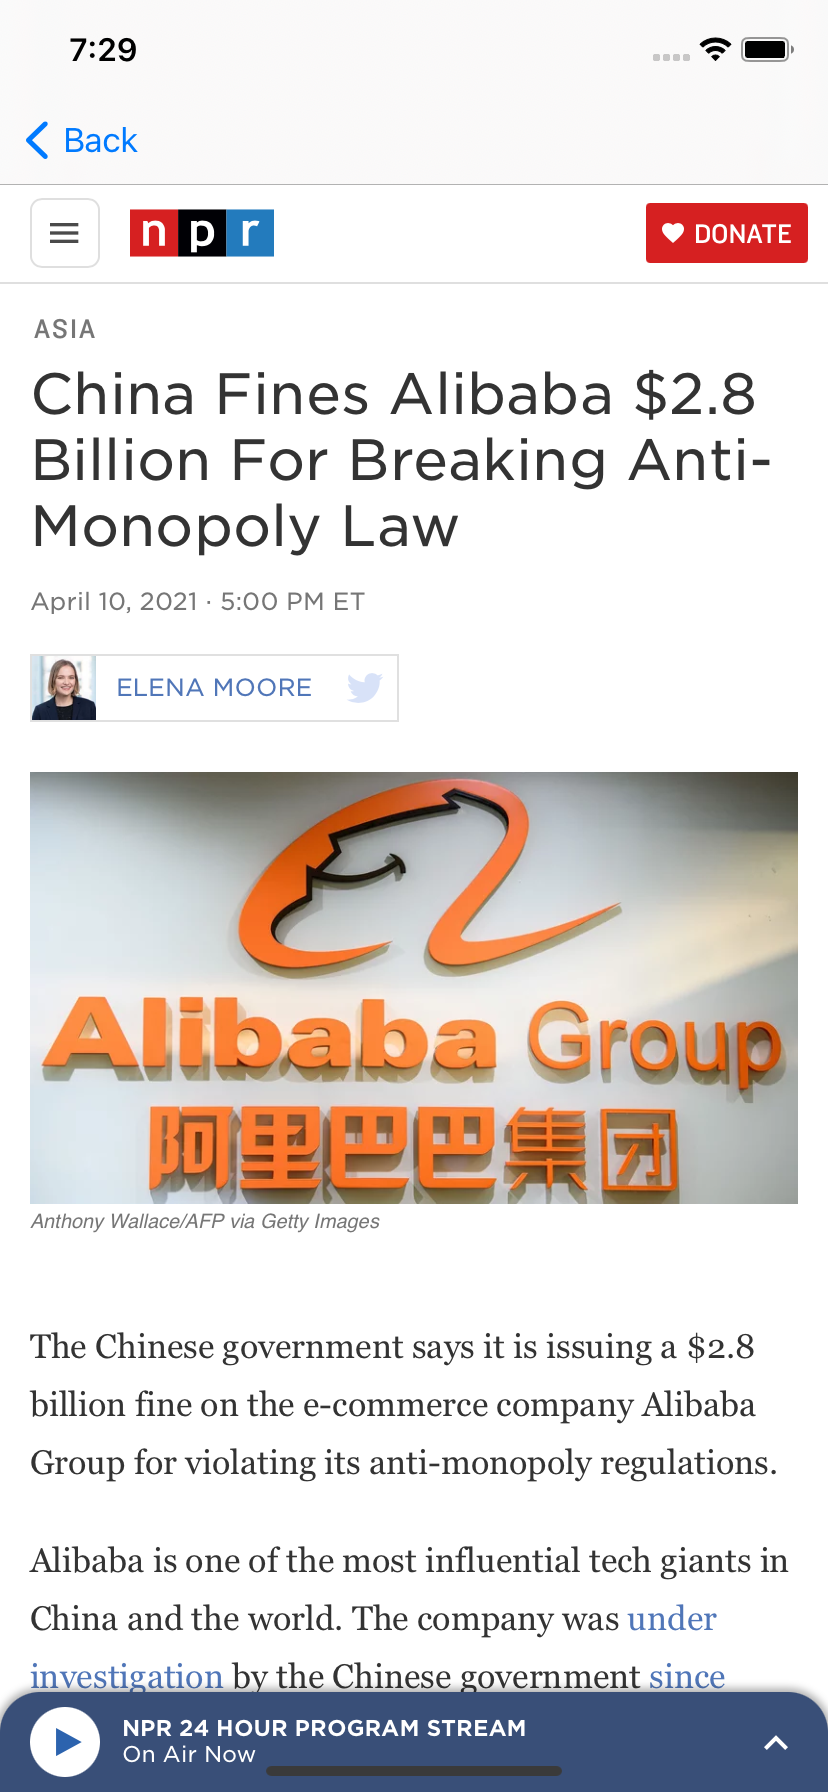 7:29
Back
npr
DONATE
ASIA
China Fines Alibaba $2.8
Billion For Breaking Anti-
Monopoly Law
April 10, 2021 · 5:00 PM ET
ELENA MOORE
Alibaba Group
阿里巴巴集团
Anthony Wallace/AFP via Getty Images
The Chinese government says it is issuing a $2.8
billion fine on the e-commerce company Alibaba
Group for violating its anti-monopoly regulations.
Alibaba is one of the most influential tech giants in
China and the world. The company was under
investigation by the Chinese government since
NPR 24 HOUR PROGRAM STREAM
On Air Now